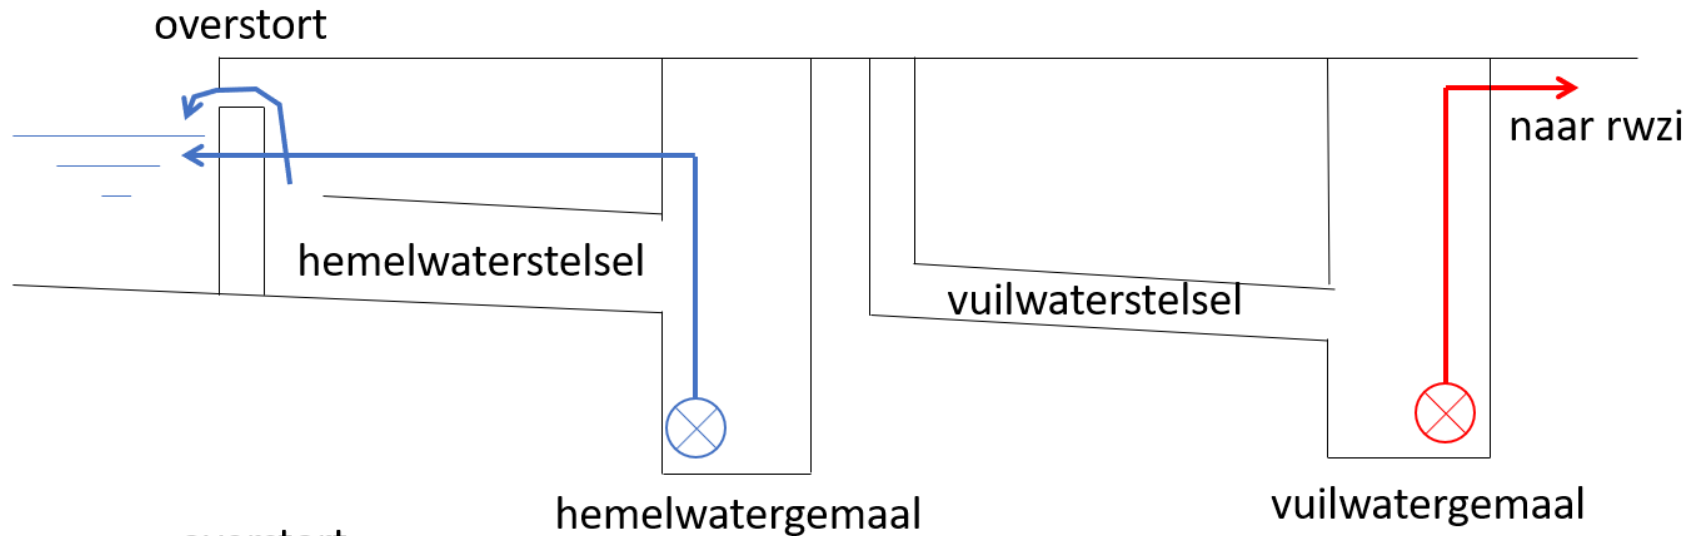 overstort
naar rwzi
hemelwaterstelsel
vuilwaterstelsel
hemelwatergemaal
vuilwatergemaal